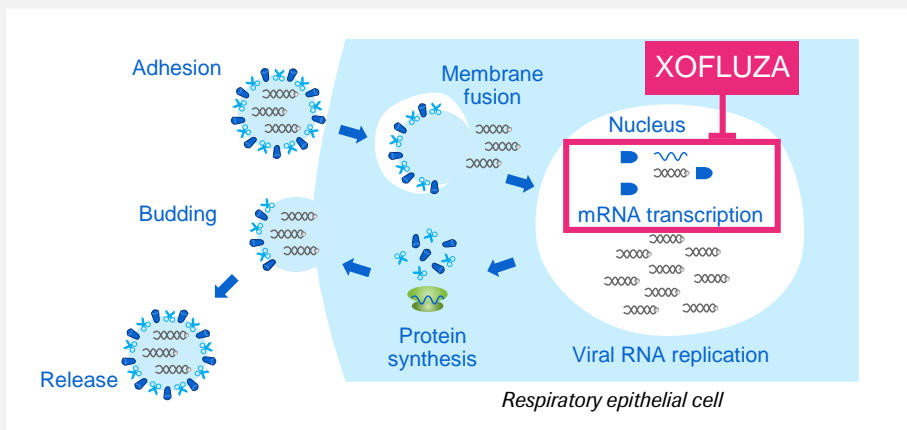 XOFLUZA
Adhesion
Membrane
fusion
Nucleus
mRNA transcription
Budding
Protein
synthesis
Viral RNA replication
Release
Respiratory epithelial cell